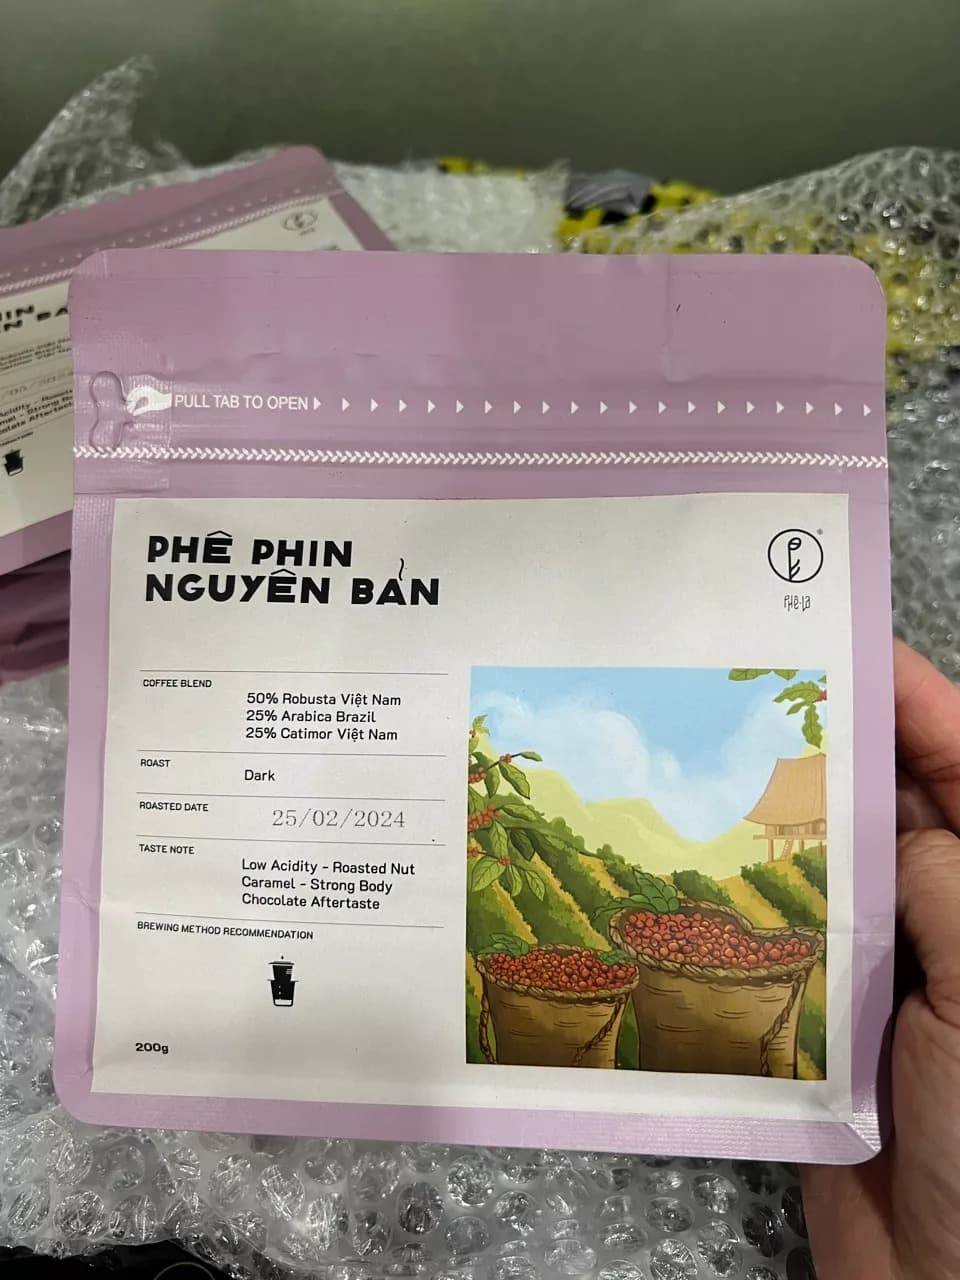 PULL TAB TO OPEN
PHÊ PHIN
NGUYÊN BẢN
PHÊ-LA
COFFEE BLEND
50% Robusta Việt Nam
25% Arabica Brazil
25% Catimor Việt Nam
ROAST
Dark
ROASTED DATE
25/02/2024
TASTE NOTE
Low Acidity - Roasted Nut
Caramel - Strong Body
Chocolate Aftertaste
BREWING METHOD RECOMMENDATION
200g